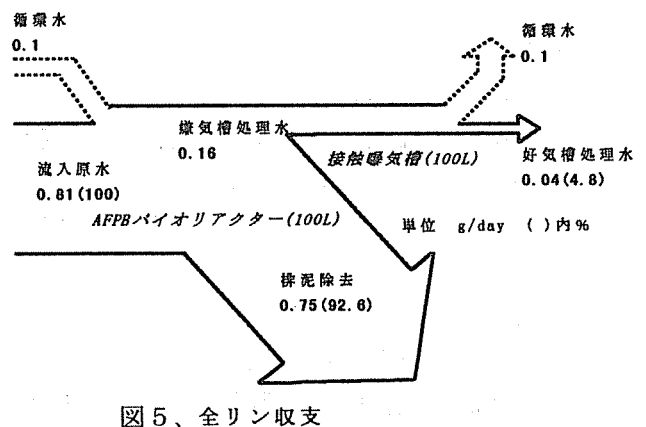 循環水
0.1
循環水
0.1
嫌気槽処理水
0.16
接触曝気槽(100L)
好気槽処理水
0.04(4.8)
流入原水
0.81(100)
AFPBバイオリアクター(100L)
単位 g/day ( )内%
排泥除去
0.75(92.6)
図5、全リン収支